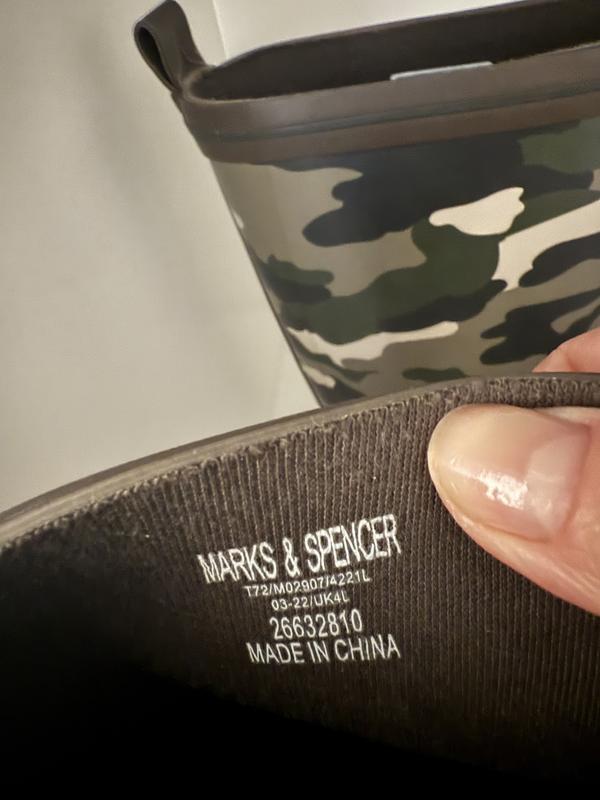 MARKS & SPENCER
T72/M02907/4221L
03-22/UK4L
26632810
MADE IN CHINA